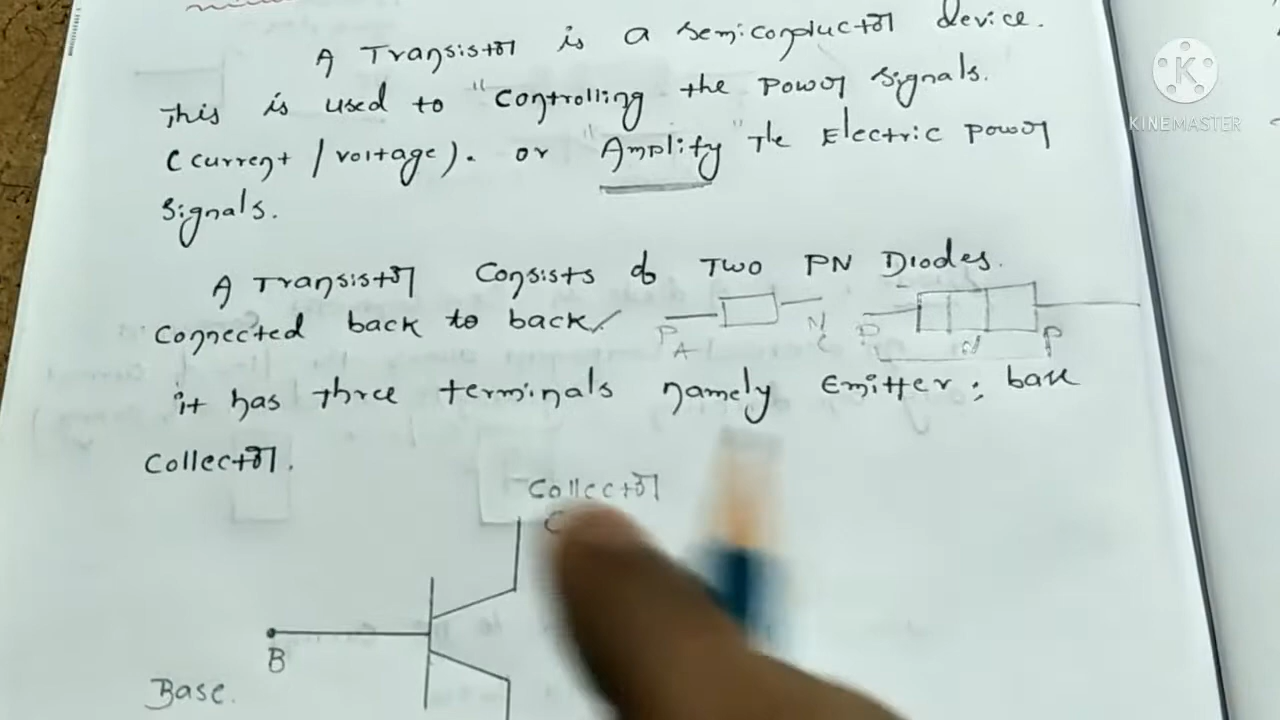 A Transistor is a semiconductor device.
This is used to "controlling the power signals.
(current / voltage). or "Amplify" The Electric power
signals.
A Transistor consists of TWO PN Diodes.
connected back to back
P A N C P N P
it has three terminals namely Emitter, base
collector.
collector
C
B
Base.
K
KINEMASTER